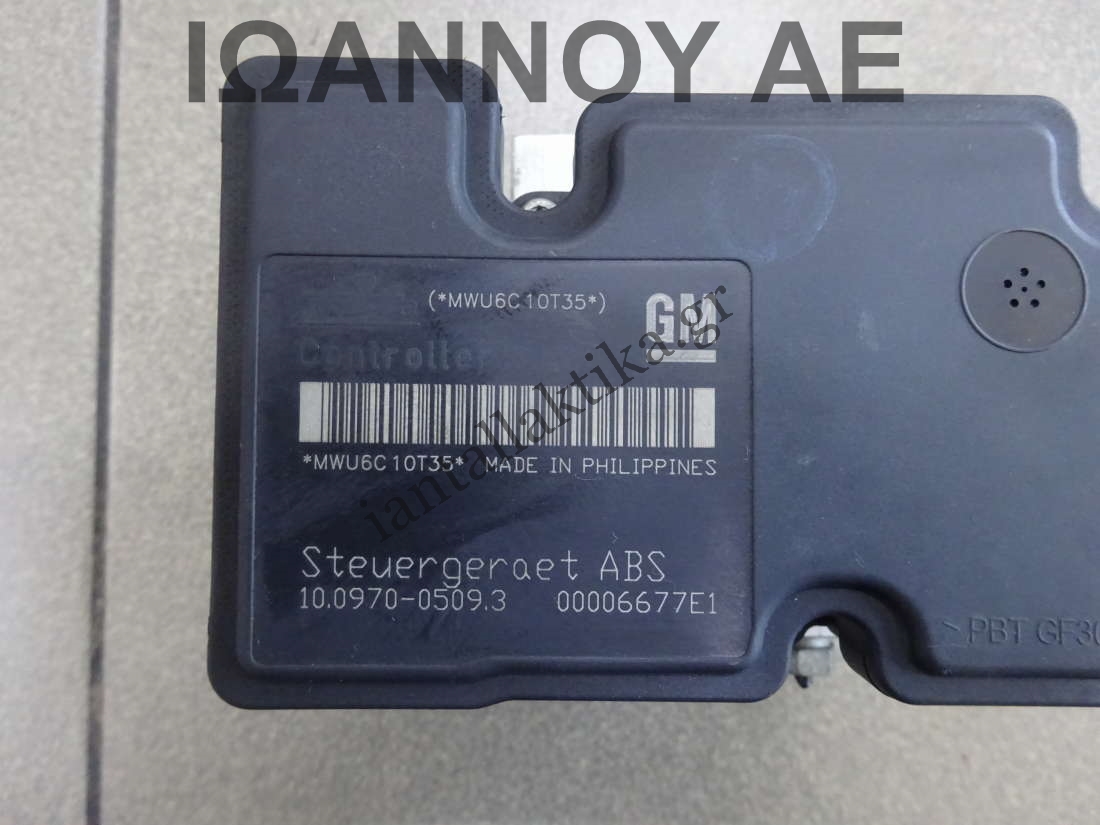 ΙΩΑΝΝΟΥ ΑΕ
(*MWU6C10T35*)
GM
Controller
iantallaktika.gr
*MWU6C10T35* MADE IN PHILIPPINES
Steuergeraet ABS
10.0970-0509.3 00006677E1
>PBT GF30